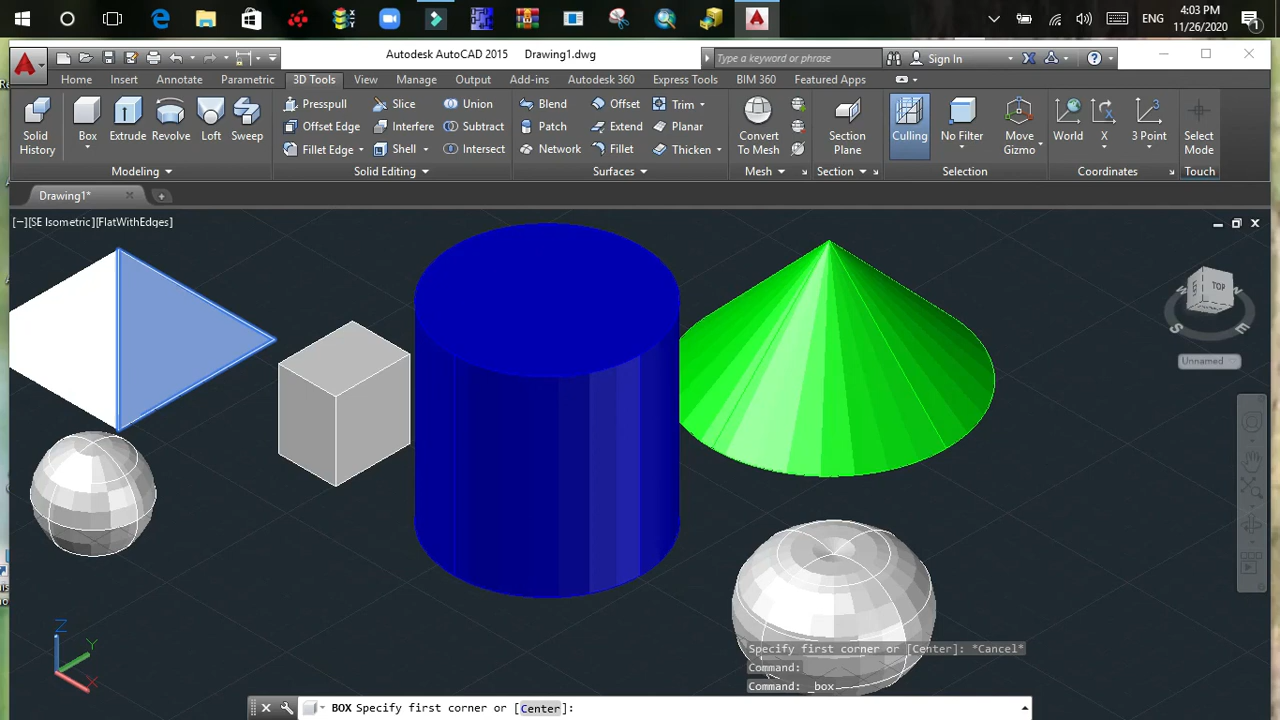 ENG
4:03 PM
11/26/2020
1
Autodesk AutoCAD 2015 Drawing1.dwg
Type a keyword or phrase
Sign In
Home Insert Annotate Parametric 3D Tools View Manage Output Add-ins Autodesk 360 Express Tools BIM 360 Featured Apps
Solid History
Box
Extrude
Revolve
Loft
Sweep
Presspull Slice Union
Offset Edge Interfere Subtract
Fillet Edge Shell Intersect
Blend Offset Trim
Patch Extend Planar
Network Fillet Thicken
Convert To Mesh
Section Plane
Culling
No Filter
Move Gizmo
World
X
3 Point
Select Mode
Modeling Solid Editing Surfaces Mesh Section Selection Coordinates Touch
Drawing1*
[−][SE Isometric][FlatWithEdges]
TOP
W
N
S
E
Unnamed
Z
Y
X
Specify first corner or [Center]: *Cancel*
Command:
Command: _box
BOX Specify first corner or [Center]: